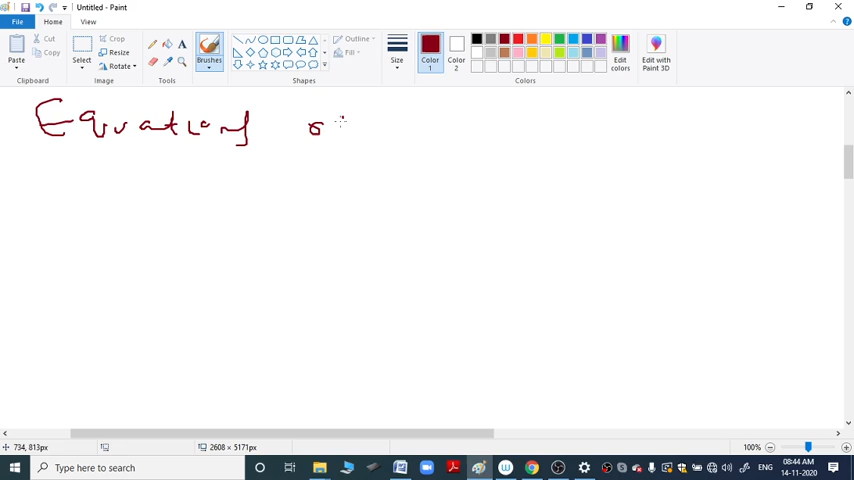 Untitled - Paint
File Home View
Paste
Cut
Copy
Clipboard
Select
Crop
Resize
Rotate
Image
A
Tools
Brushes
Outline
Fill
Shapes
Size
Color 1
Color 2
Edit colors
Colors
Edit with Paint 3D
Equations o
734, 813px
2608 × 5171px
100%
Type here to search
ENG
08:44 AM
14-11-2020